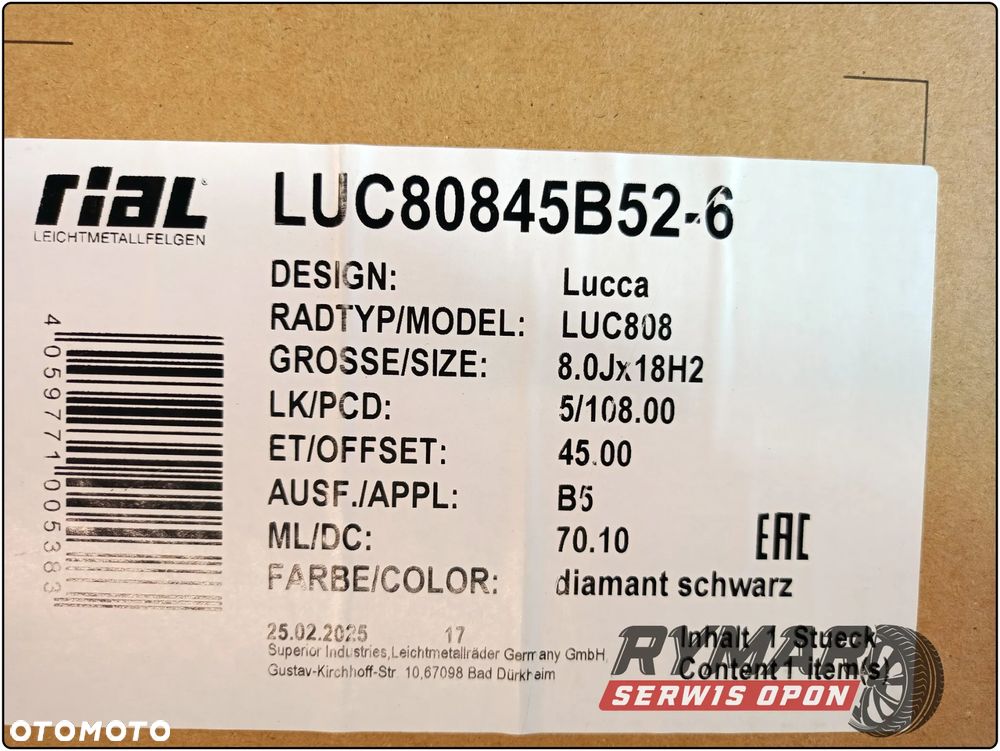 rial
LEICHTMETALLFELGEN
LUC80845B52-6
DESIGN: Lucca
RADTYP/MODEL: LUC808
GROSSE/SIZE: 8.0Jx18H2
LK/PCD: 5/108.00
ET/OFFSET: 45.00
AUSF./APPL: B5
ML/DC: 70.10
FARBE/COLOR: diamant schwarz
EAC
4059771005383
25.02.2025 17
Superior Industries,Leichtmetallräder Germany GmbH,
Gustav-Kirchhoff-Str. 10,67098 Bad Dürkheim
Inhalt 1 Stueck
Content 1 item(s)
RYMAR
SERWIS OPON
OTOMOTO